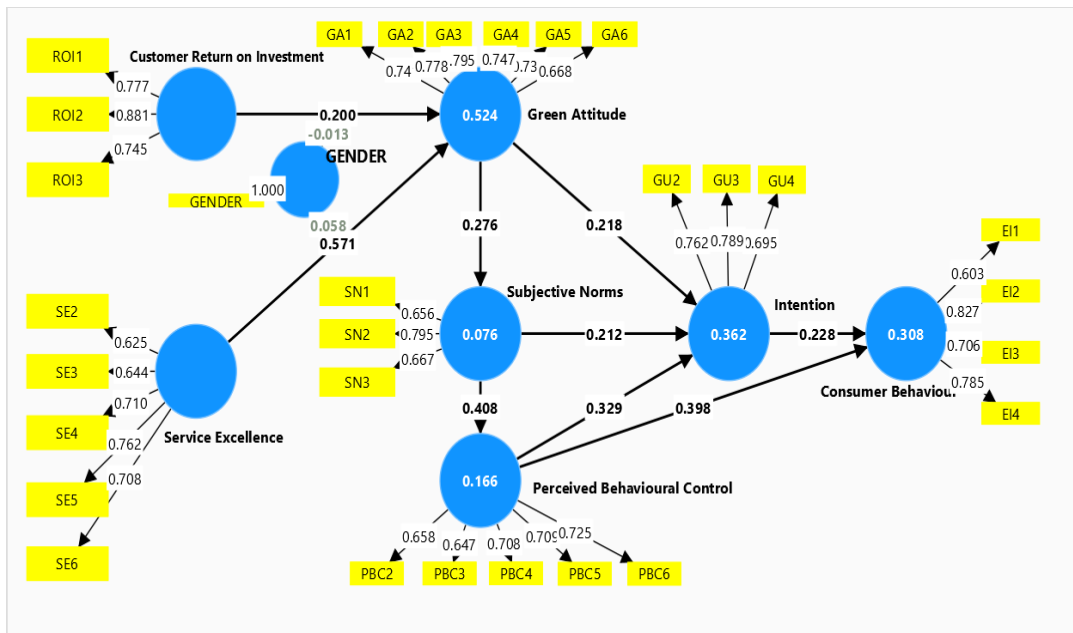 GA1 GA2 GA3 GA4 GA5 GA6
ROI1 Customer Return on Investment
0.74 0.778 .795 0.747 0.668
0.777
ROI2 0.881 0.200 0.524 Green Attitude
-0.013
0.745 GENDER
ROI3 1.000
GENDER
GU2 GU3 GU4
0.058
0.571 0.276 0.218
0.762 0.789 0.695 EI1
0.603
SN1 Subjective Norms EI2
SE2 0.656 Intention 0.827
0.625 SN2 0.795 0.076 0.212 0.362 0.228 0.308
0.706 EI3
SE3 0.644 0.667
SN3 0.785
0.710 Consumer Behaviour
0.408 0.329 0.398 EI4
SE4 0.762 Service Excellence
0.708
0.166 Perceived Behavioural Control
SE5
0.658 0.647 0.708 0.725
SE6
PBC2 PBC3 PBC4 PBC5 PBC6